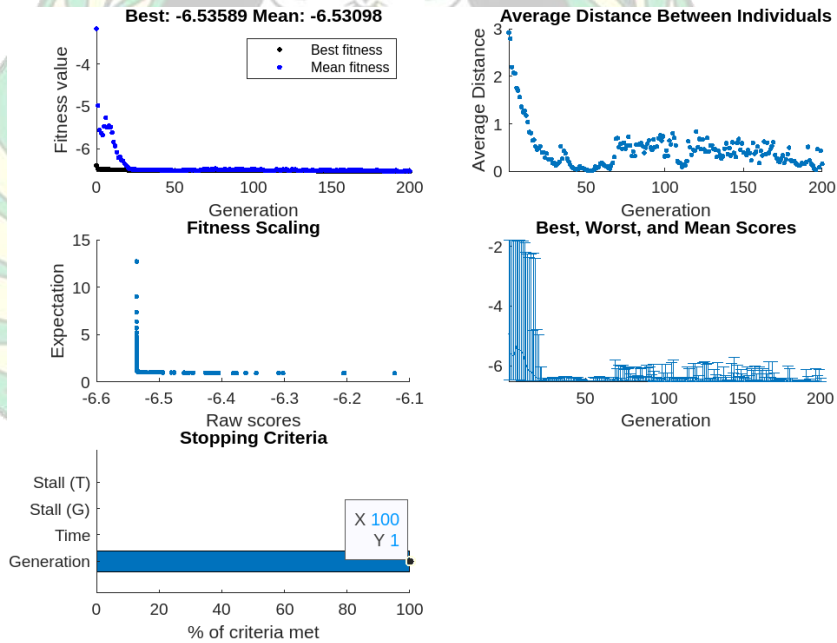 Best: -6.53589 Mean: -6.53098
Fitness value
-4
-5
-6
Best fitness
Mean fitness
0 50 100 150 200
Generation
Average Distance Between Individuals
Average Distance
3
2
1
0
50 100 150 200
Generation
Fitness Scaling
Expectation
15
10
5
0
-6.6 -6.5 -6.4 -6.3 -6.2 -6.1
Raw scores
Best, Worst, and Mean Scores
-2
-4
-6
50 100 150 200
Generation
Stopping Criteria
Stall (T)
Stall (G)
Time
Generation
X 100
Y 1
0 20 40 60 80 100
% of criteria met